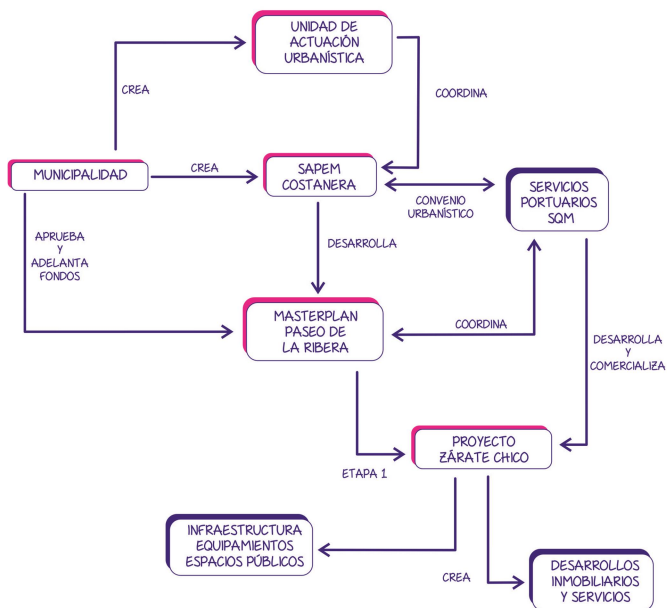 UNIDAD DE
ACTUACIÓN
URBANÍSTICA
CREA
COORDINA
MUNICIPALIDAD
CREA
SAPEM
COSTANERA
CONVENIO
URBANÍSTICO
SERVICIOS
PORTUARIOS
SQM
APRUEBA
Y
ADELANTA
FONDOS
DESARROLLA
MASTERPLAN
PASEO DE
LA RIBERA
COORDINA
DESARROLLA
Y
COMERCIALIZA
ETAPA 1
PROYECTO
ZÁRATE CHICO
INFRAESTRUCTURA
EQUIPAMIENTOS
ESPACIOS PÚBLICOS
CREA
DESARROLLOS
INMOBILIARIOS
Y SERVICIOS